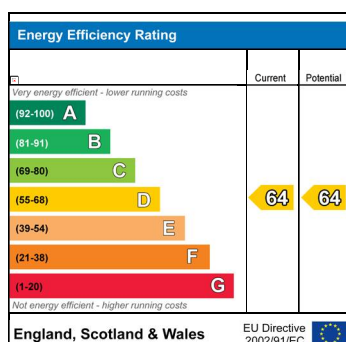 Energy Efficiency Rating
Current Potential
Very energy efficient - lower running costs
(92-100) A
(81-91) B
(69-80) C
(55-68) D 64 64
(39-54) E
(21-38) F
(1-20) G
Not energy efficient - higher running costs
England, Scotland & Wales
EU Directive
2002/91/EC